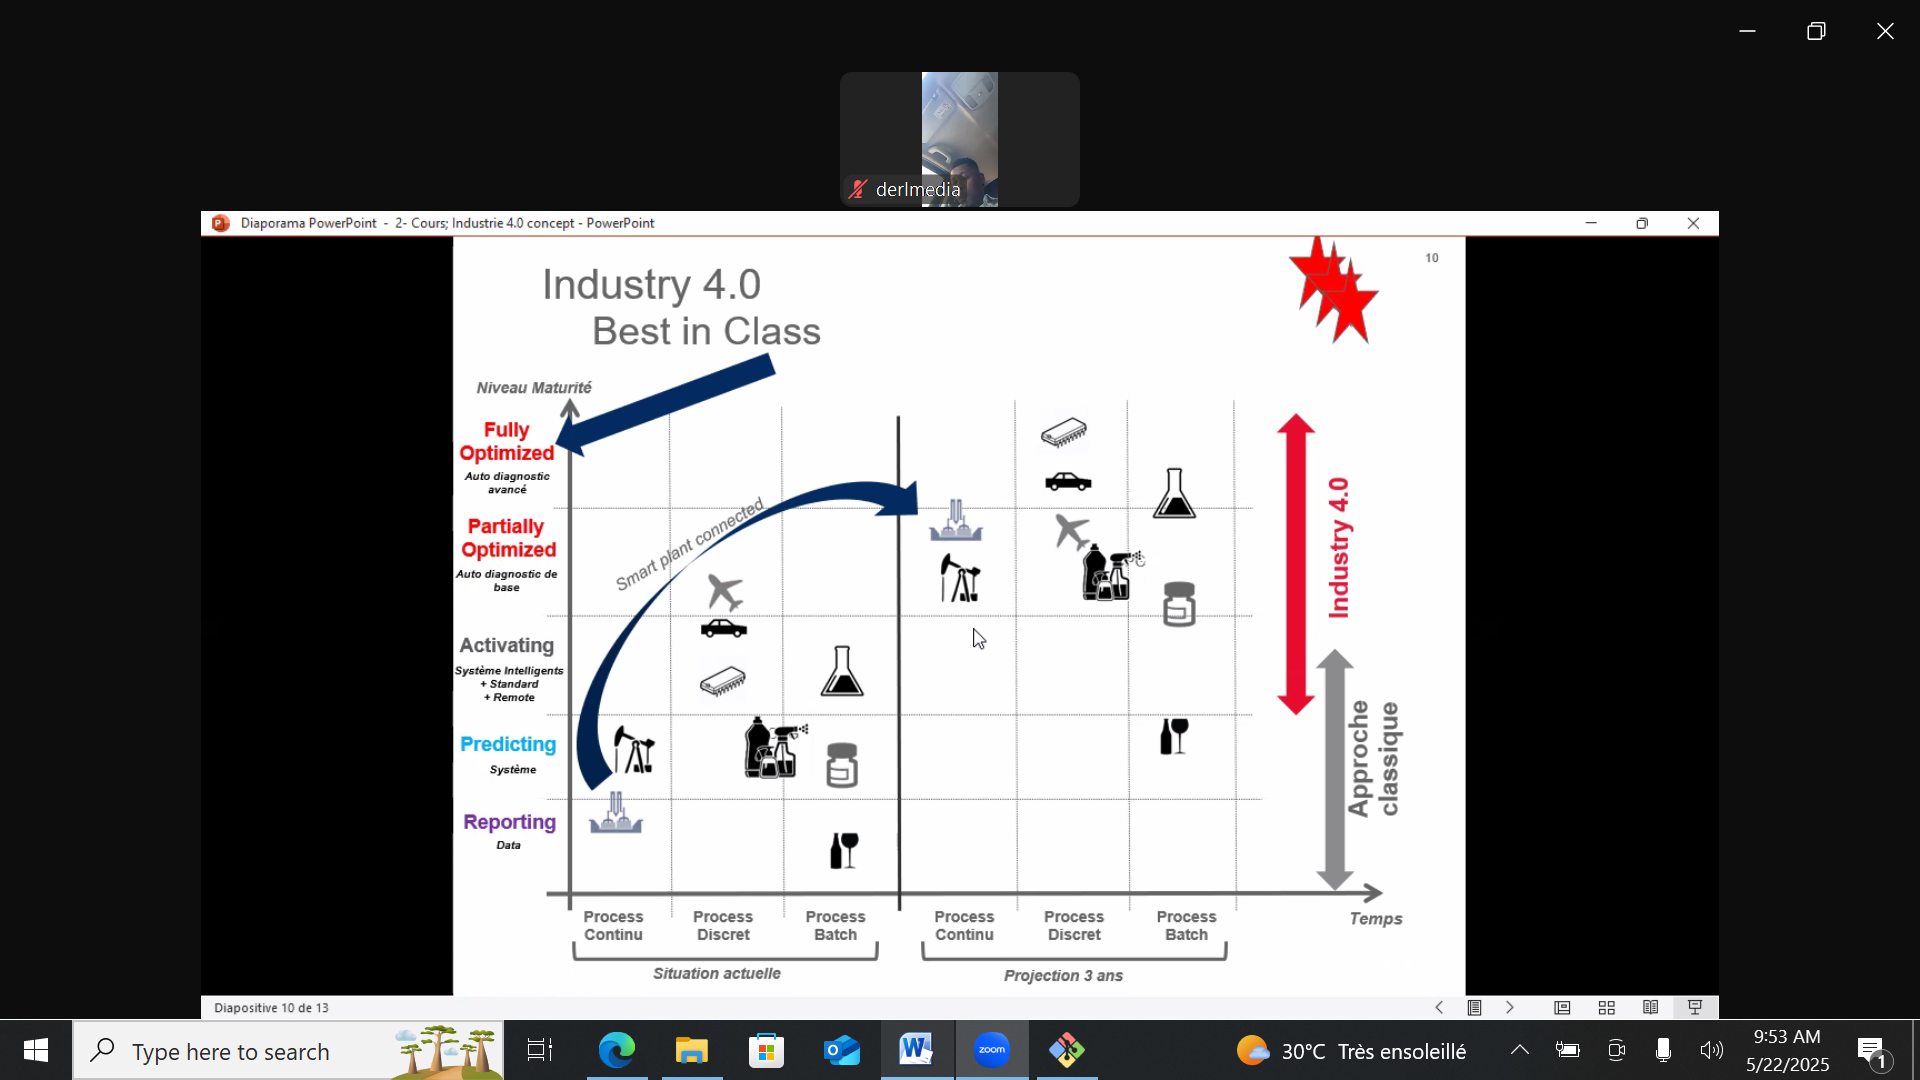 derlmedia
Diaporama PowerPoint - 2- Cours; Industrie 4.0 concept - PowerPoint
10
Industry 4.0
Best in Class
Niveau Maturité
Fully
Optimized
Auto diagnostic
avancé
Partially
Optimized
Auto diagnostic de
base
Activating
Système Intelligents
+ Standard
+ Remote
Predicting
Système
Reporting
Data
Smart plant connected
Industry 4.0
Approche
classique
Process
Continu
Process
Discret
Process
Batch
Process
Continu
Process
Discret
Process
Batch
Temps
Situation actuelle
Projection 3 ans
Diapositive 10 de 13
Type here to search
W
zoom
30°C Très ensoleillé
9:53 AM
5/22/2025
1